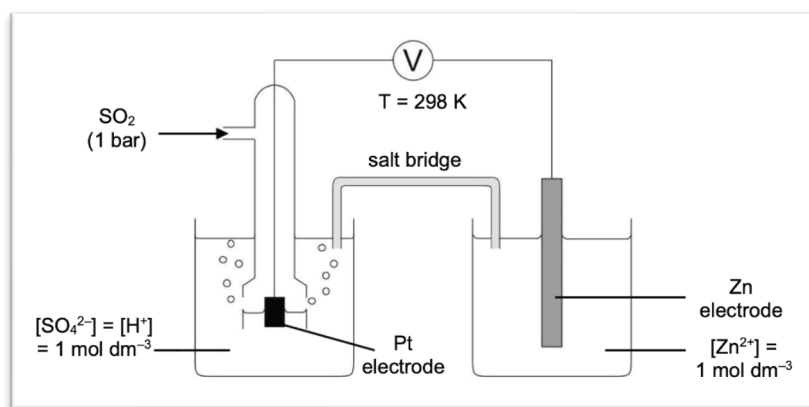 V
T = 298 K
SO₂
(1 bar)
salt bridge
[SO₄²⁻] = [H⁺]
= 1 mol dm⁻³
Pt
electrode
Zn
electrode
[Zn²⁺] =
1 mol dm⁻³